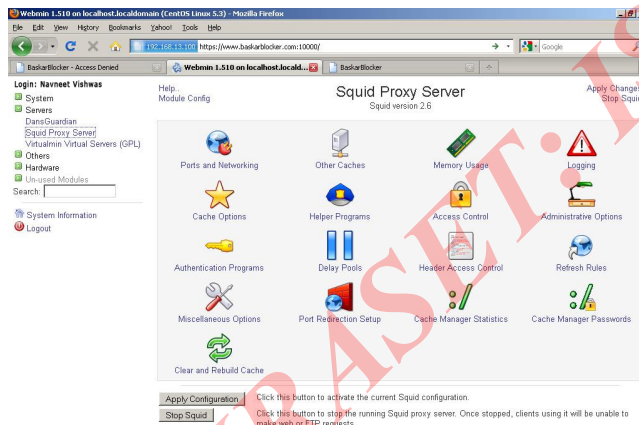 Webmin 1.510 on localhost.localdomain (CentOS Linux 5.3) - Mozilla Firefox
File Edit View History Bookmarks Yahoo! Tools Help
192.168.13.100 https://www.baskarblocker.com:10000/
Google
BaskarBlocker - Access Denied
Webmin 1.510 on localhost.locald...
BaskarBlocker
Login: Navneet Vishwas
System
Servers
DansGuardian
Squid Proxy Server
Virtualmin Virtual Servers (GPL)
Others
Hardware
Un-used Modules
Search:
System Information
Logout
Help..
Module Config
Squid Proxy Server
Squid version 2.6
Apply Change
Stop Squi
Ports and Networking
Other Caches
Memory Usage
Logging
Cache Options
Helper Programs
Access Control
Administrative Options
Authentication Programs
Delay Pools
Header Access Control
Refresh Rules
Miscellaneous Options
Port Redirection Setup
Cache Manager Statistics
Cache Manager Passwords
Clear and Rebuild Cache
Apply Configuration
Click this button to activate the current Squid configuration.
Stop Squid
Click this button to stop the running Squid proxy server. Once stopped, clients using it will be unable to
make web or FTP requests.
RASET: IS